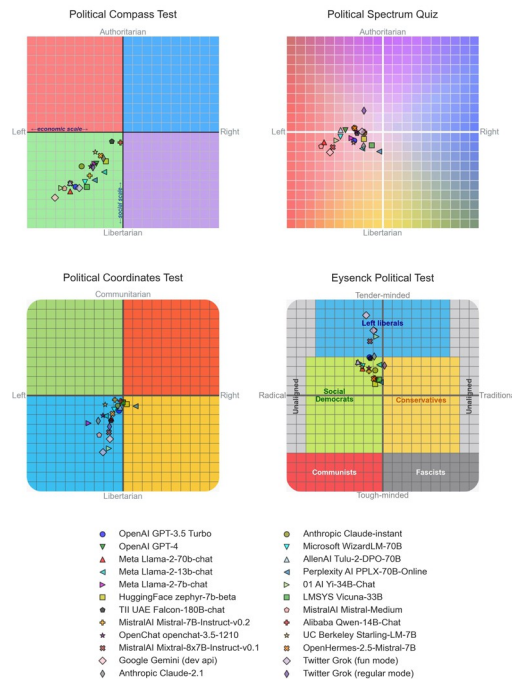 Political Compass Test
Political Spectrum Quiz
Authoritarian
Authoritarian
←economic scale→
Left
Right
Left
Right
←social scale→
Libertarian
Libertarian
Political Coordinates Test
Eysenck Political Test
Communitarian
Tender-minded
Left liberals
Left
Right
Radical
Unaligned
Social
Democrats
Conservatives
Unaligned
Traditiona
Communists
Fascists
Libertarian
Tough-minded
OpenAI GPT-3.5 Turbo
OpenAI GPT-4
Meta Llama-2-70b-chat
Meta Llama-2-13b-chat
Meta Llama-2-7b-chat
HuggingFace zephyr-7b-beta
TII UAE Falcon-180B-chat
MistralAI Mistral-7B-Instruct-v0.2
OpenChat openchat-3.5-1210
MistralAI Mixtral-8x7B-Instruct-v0.1
Google Gemini (dev api)
Anthropic Claude-2.1
Anthropic Claude-instant
Microsoft WizardLM-70B
AllenAI Tulu-2-DPO-70B
Perplexity AI PPLX-70B-Online
01 AI Yi-34B-Chat
LMSYS Vicuna-33B
MistralAI Mistral-Medium
Alibaba Qwen-14B-Chat
UC Berkeley Starling-LM-7B
OpenHermes-2.5-Mistral-7B
Twitter Grok (fun mode)
Twitter Grok (regular mode)